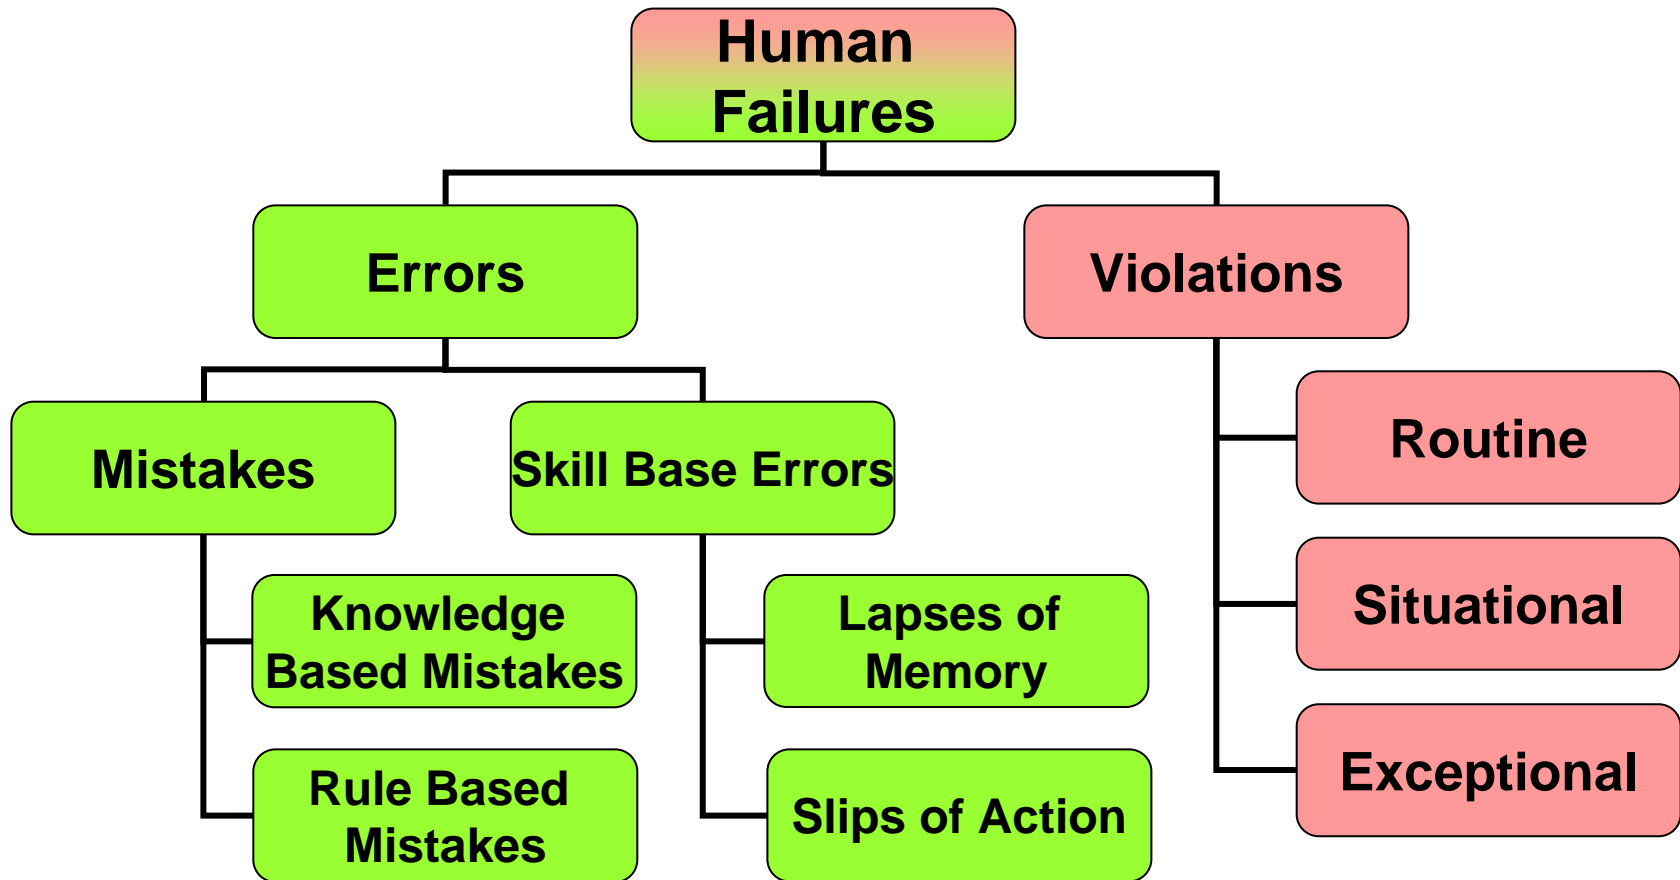 Human
Failures
Errors
Violations
Mistakes
Skill Base Errors
Routine
Knowledge
Based Mistakes
Lapses of
Memory
Situational
Rule Based
Mistakes
Slips of Action
Exceptional